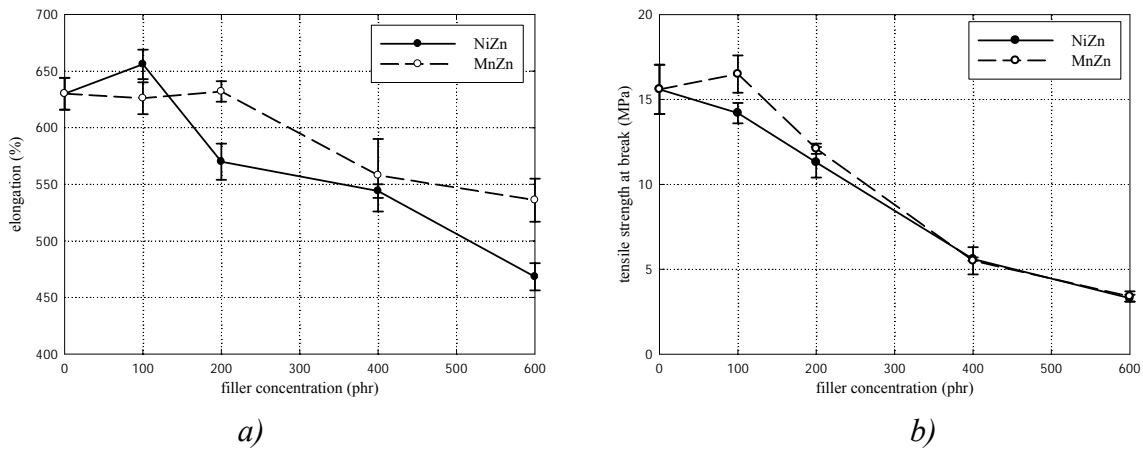 700
650
600
550
500
450
400
0
100
200
300
400
500
600
elongation (%)
filler concentration (phr)
NiZn
MnZn
a)
20
15
10
5
0
0
100
200
300
400
500
600
tensile strength at break (MPa)
filler concentration (phr)
NiZn
MnZn
b)